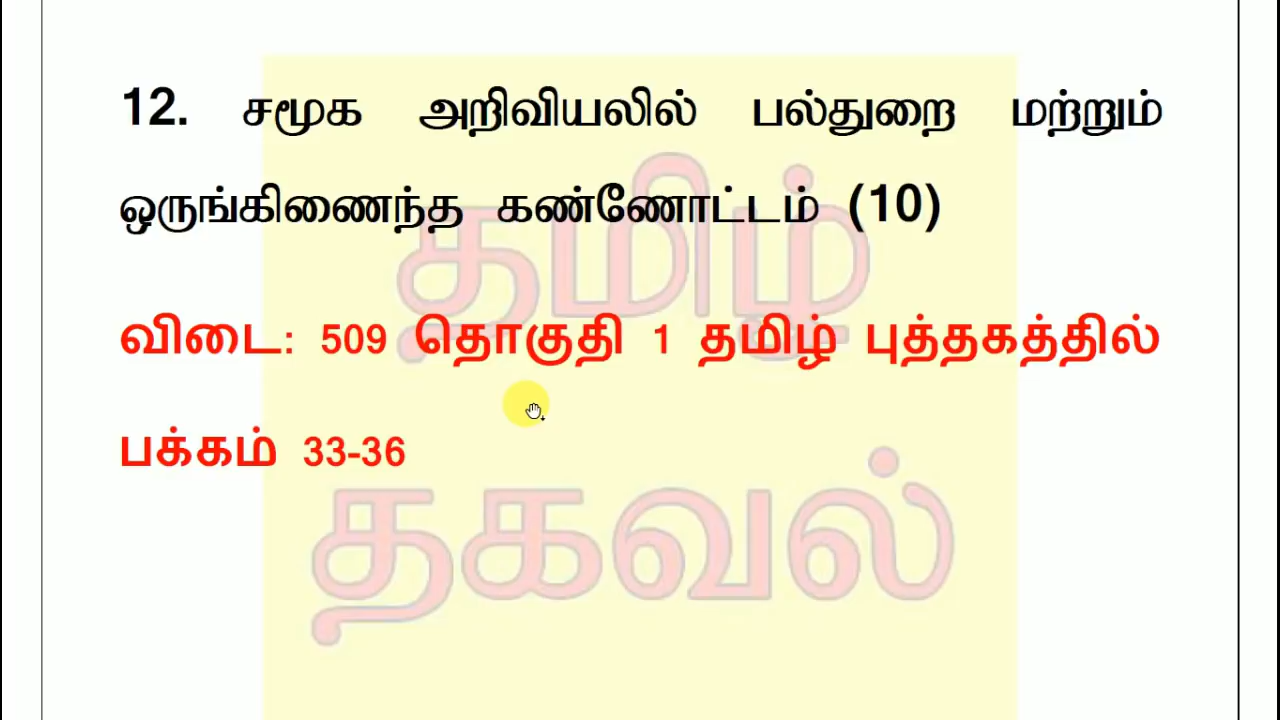 12. சமூக அறிவியலில் பல்துறை மற்றும்
ஒருங்கிணைந்த கண்ணோட்டம் (10)
விடை: 509 தொகுதி 1 தமிழ் புத்தகத்தில்
பக்கம் 33-36
தமிழ்
தகவல்